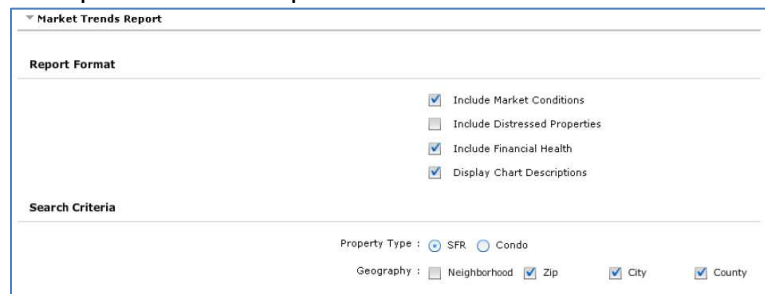 Market Trends Report
Report Format
Include Market Conditions
Include Distressed Properties
Include Financial Health
Display Chart Descriptions
Search Criteria
Property Type : SFR Condo
Geography : Neighborhood Zip City County